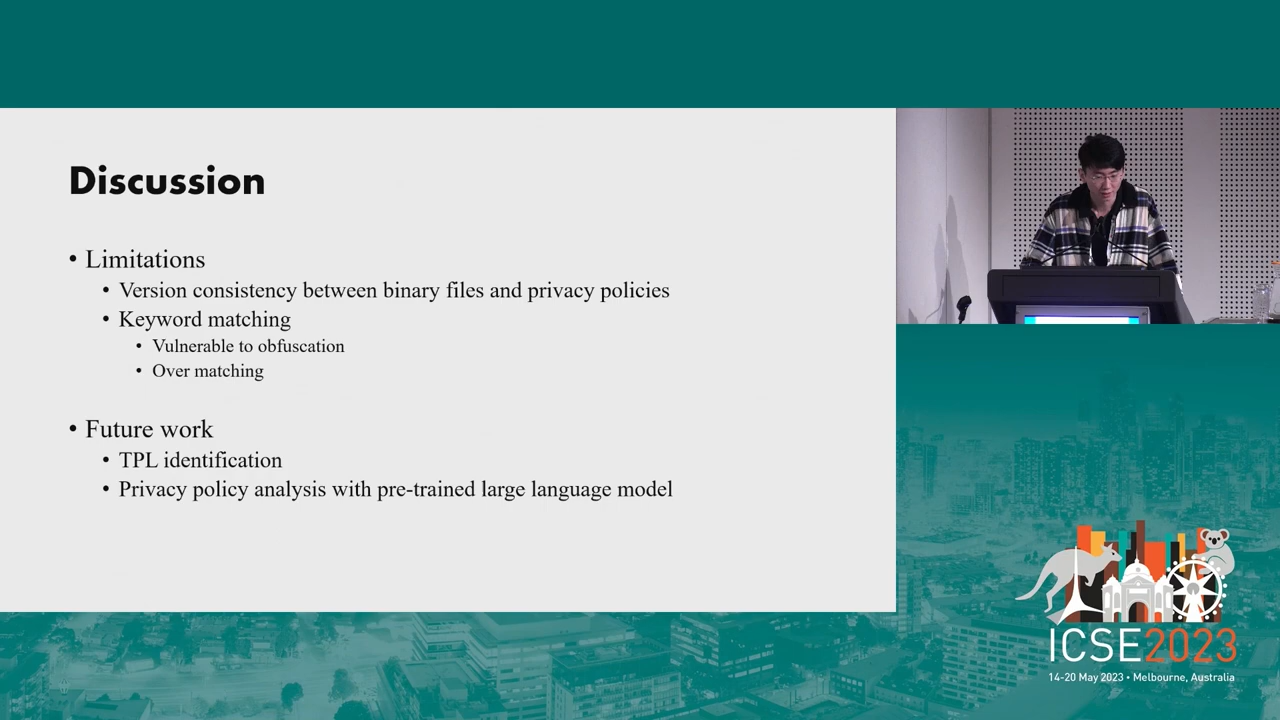 Discussion
• Limitations
• Version consistency between binary files and privacy policies
• Keyword matching
• Vulnerable to obfuscation
• Over matching
• Future work
• TPL identification
• Privacy policy analysis with pre-trained large language model
ICSE2023
14-20 May 2023 • Melbourne, Australia